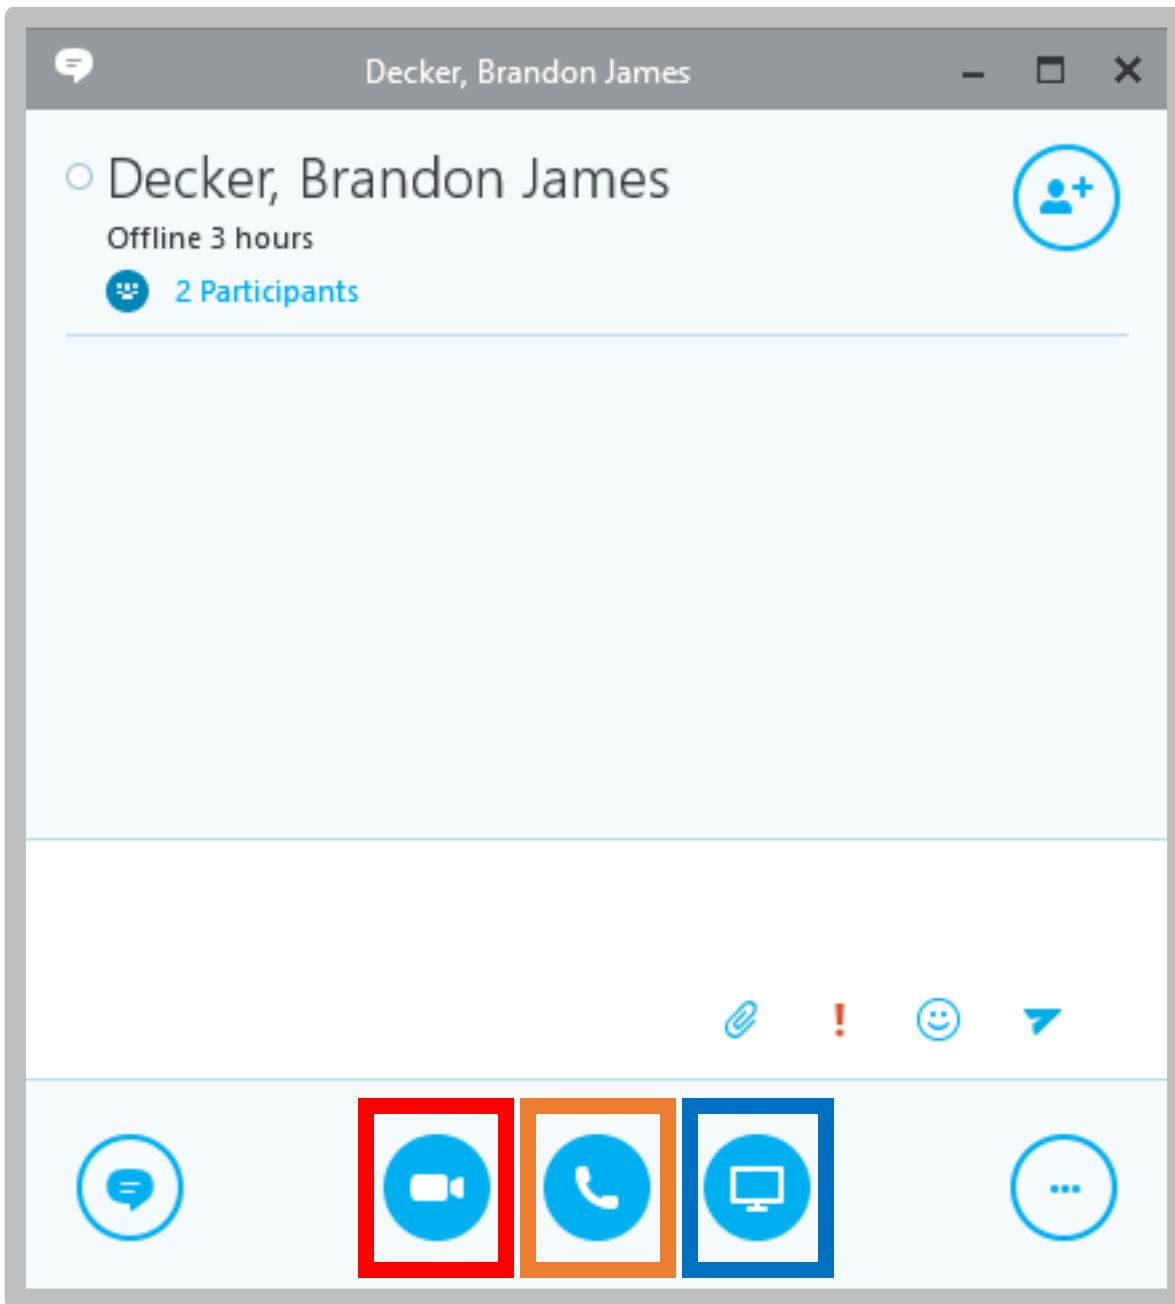 Decker, Brandon James
Decker, Brandon James
Offline 3 hours
2 Participants